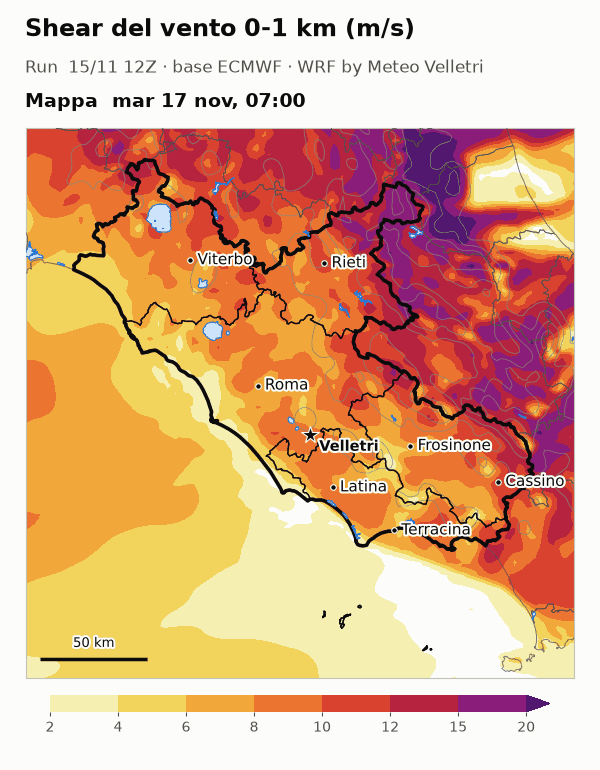 Shear del vento 0-1 km (m/s)
Run  15/11 12Z · base ECMWF · WRF by Meteo Velletri
Mappa  mar 17 nov, 07:00
Viterbo
Rieti
Roma
Velletri
Frosinone
Latina
Cassino
Terracina
50 km
2 4 6 8 10 12 15 20